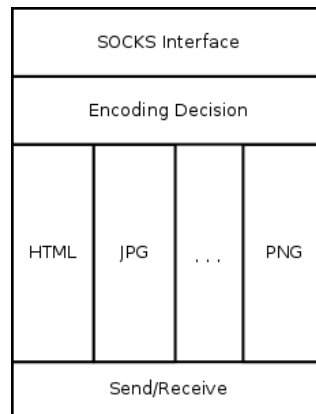 SOCKS Interface
Encoding Decision
HTML
JPG
. . .
PNG
Send/Receive